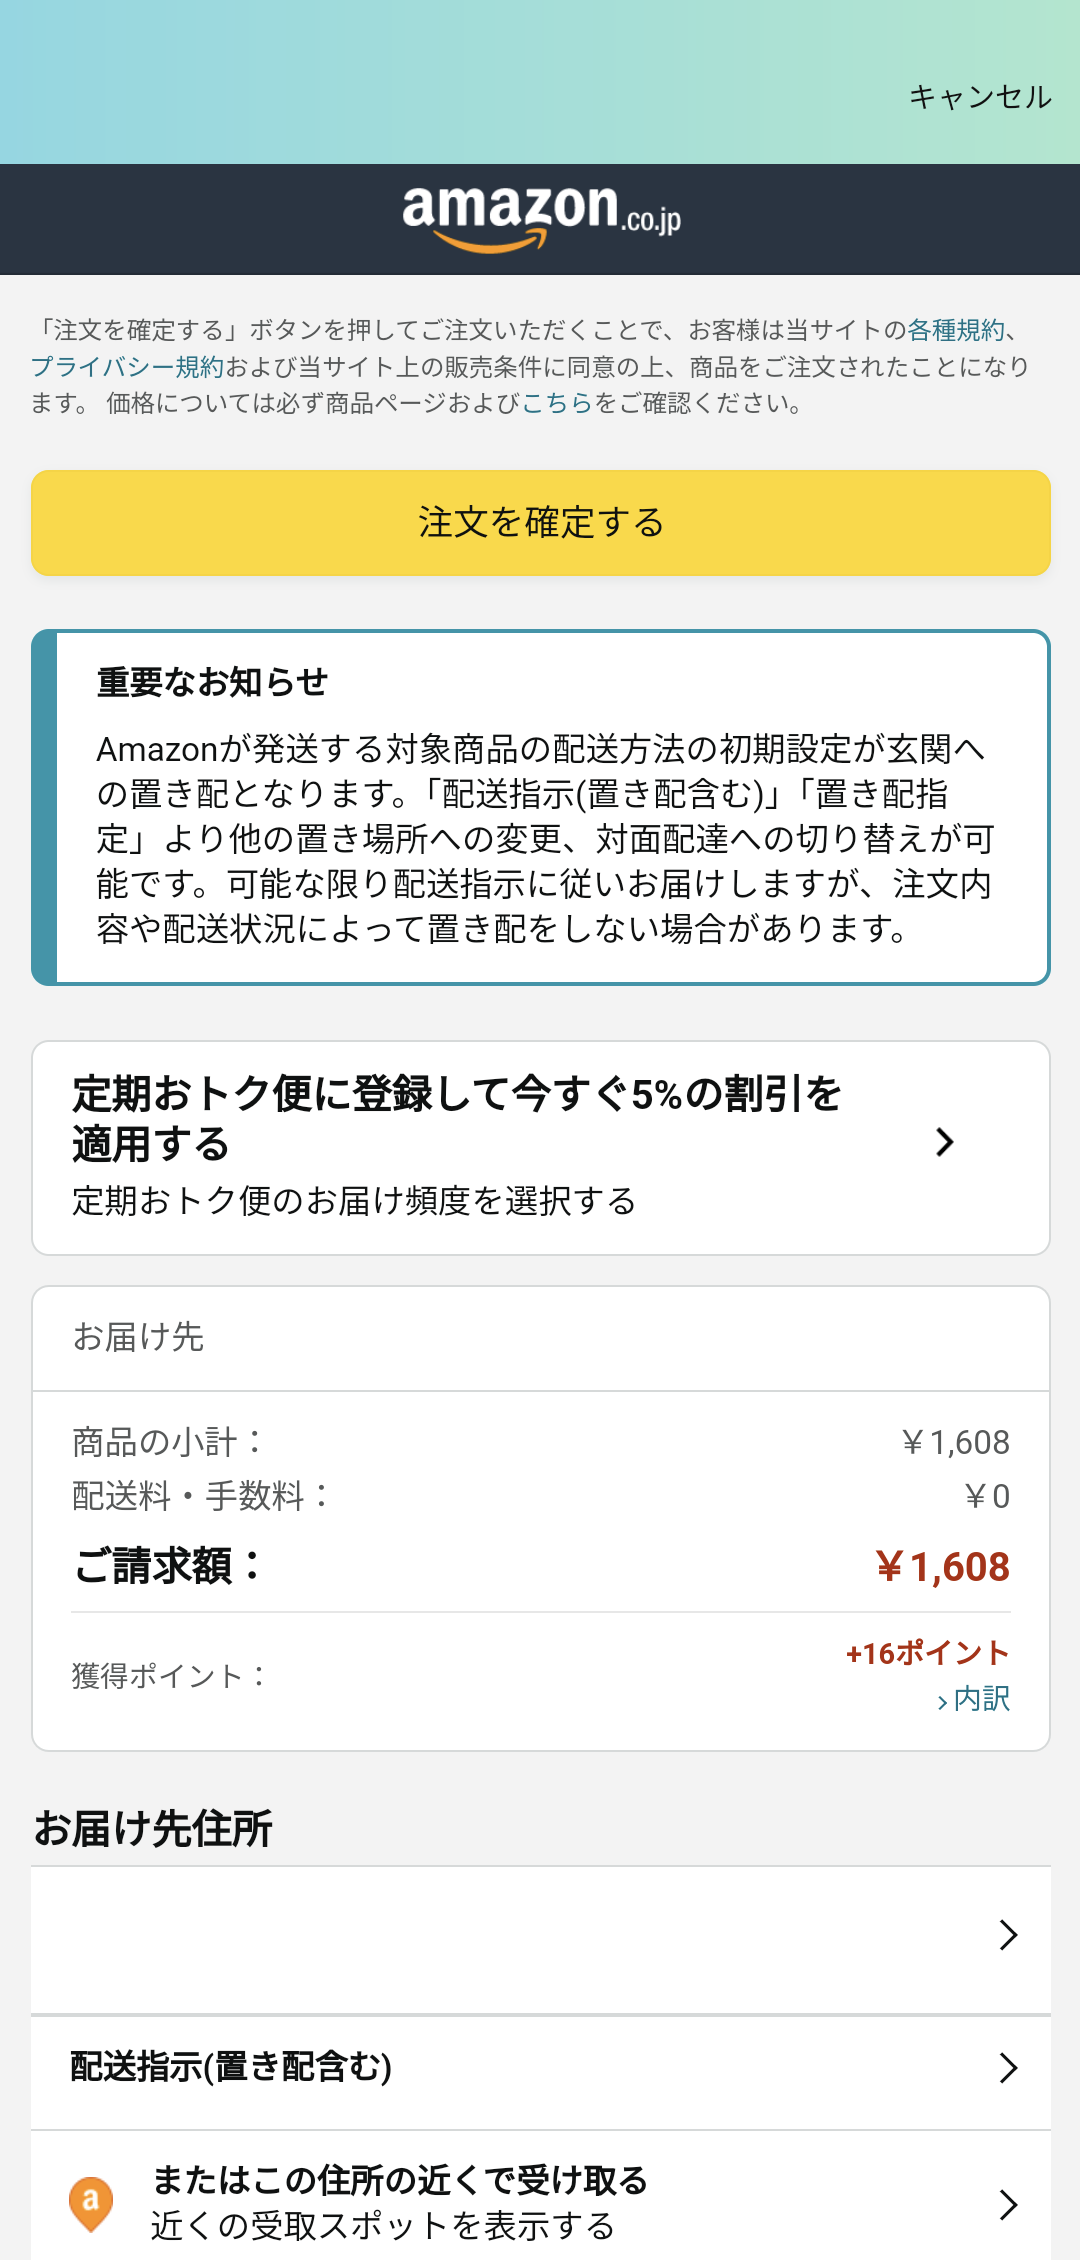 キャンセル
amazon.co.jp
「注文を確定する」ボタンを押してご注文いただくことで、お客様は当サイトの各種規約、
プライバシー規約および当サイト上の販売条件に同意の上、商品をご注文されたことになり
ます。 価格については必ず商品ページおよびこちらをご確認ください。
注文を確定する
重要なお知らせ
Amazonが発送する対象商品の配送方法の初期設定が玄関へ
の置き配となります。「配送指示(置き配含む)」「置き配指
定」より他の置き場所への変更、対面配達への切り替えが可
能です。可能な限り配送指示に従いお届けしますが、注文内
容や配送状況によって置き配をしない場合があります。
定期おトク便に登録して今すぐ5%の割引を
適用する
定期おトク便のお届け頻度を選択する
お届け先
商品の小計： ￥1,608
配送料・手数料： ￥0
ご請求額： ￥1,608
獲得ポイント： +16ポイント
›内訳
お届け先住所
配送指示(置き配含む)
a
またはこの住所の近くで受け取る
近くの受取スポットを表示する